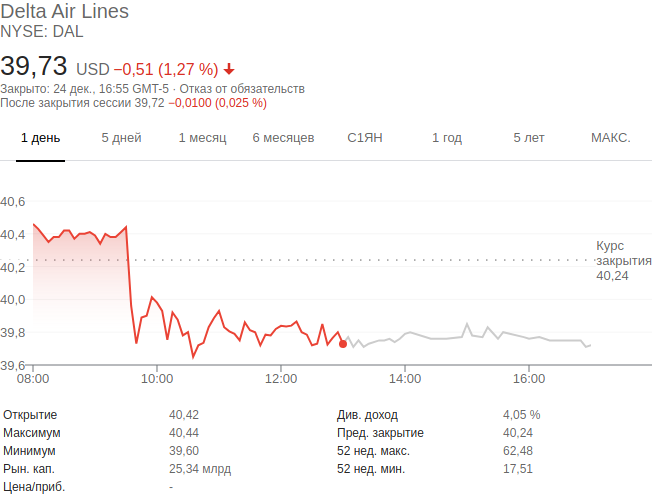 Delta Air Lines
NYSE: DAL
39,73 USD −0,51 (1,27 %)
Закрыто: 24 дек., 16:55 GMT-5 · Отказ от обязательств
После закрытия сессии 39,72 −0,0100 (0,025 %)
1 день 5 дней 1 месяц 6 месяцев С1ЯН 1 год 5 лет МАКС.
40,6
40,4
Курс
закрытия
40,24
40,2
40,0
39,8
39,6
08:00 10:00 12:00 14:00 16:00
Открытие 40,42 Див. доход 4,05 %
Максимум 40,44 Пред. закрытие 40,24
Минимум 39,60 52 нед. макс. 62,48
Рын. кап. 25,34 млрд 52 нед. мин. 17,51
Цена/приб. -